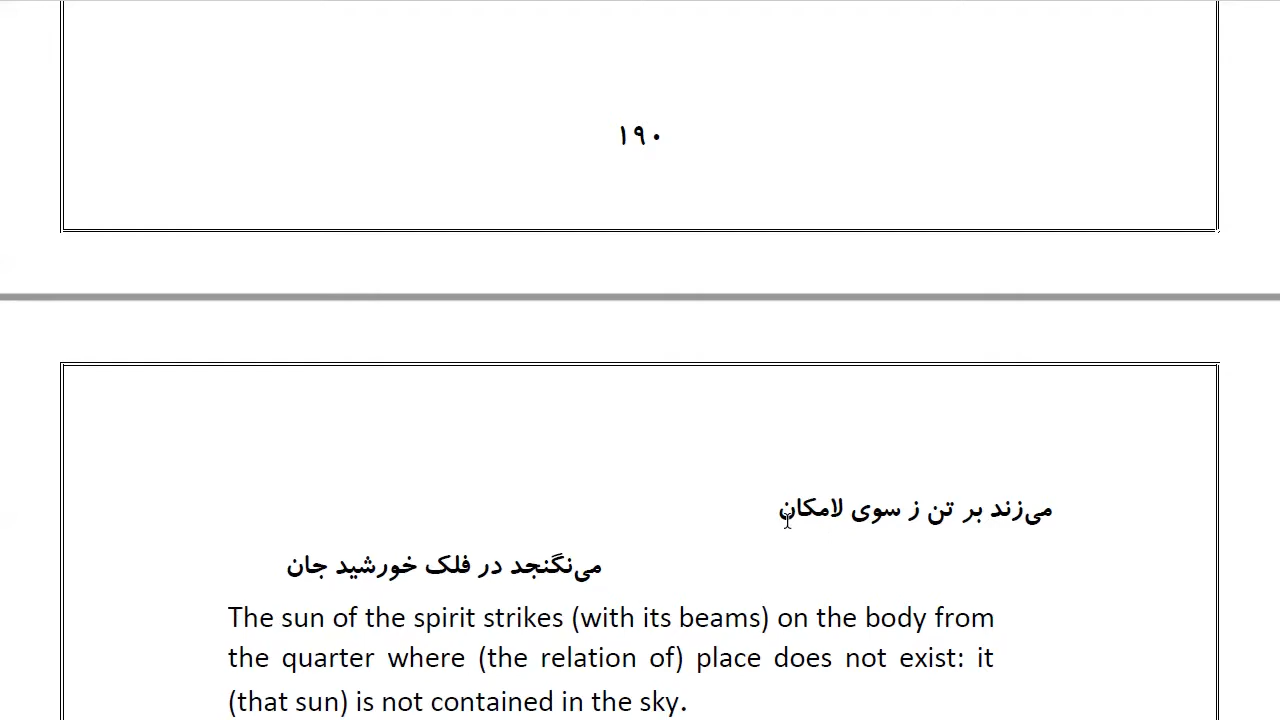 ۱۹۰
می‌زند بر تن ز سوی لامکان
می‌نگنجد در فلک خورشید جان
The sun of the spirit strikes (with its beams) on the body from
the quarter where (the relation of) place does not exist: it
(that sun) is not contained in the sky.